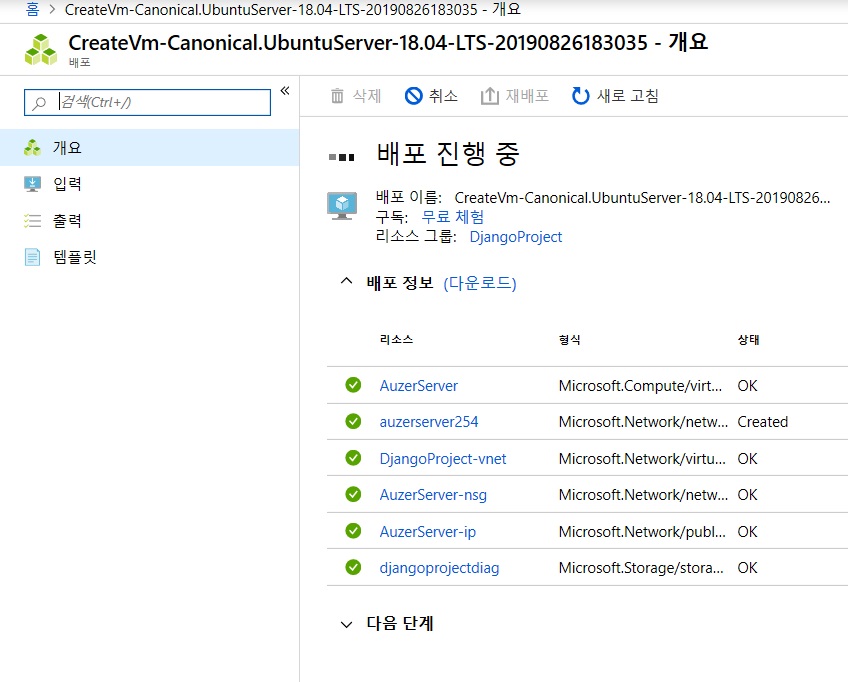 홈 > CreateVm-Canonical.UbuntuServer-18.04-LTS-20190826183035 - 개요
CreateVm-Canonical.UbuntuServer-18.04-LTS-20190826183035 - 개요
배포
검색(Ctrl+/)
«
개요
입력
출력
템플릿
삭제 취소 재배포 새로 고침
배포 진행 중
배포 이름: CreateVm-Canonical.UbuntuServer-18.04-LTS-20190826...
구독: 무료 체험
리소스 그룹: DjangoProject
배포 정보 (다운로드)
리소스 형식 상태
AuzerServer Microsoft.Compute/virt... OK
auzerserver254 Microsoft.Network/netw... Created
DjangoProject-vnet Microsoft.Network/virtu... OK
AuzerServer-nsg Microsoft.Network/netw... OK
AuzerServer-ip Microsoft.Network/publ... OK
djangoprojectdiag Microsoft.Storage/stora... OK
다음 단계